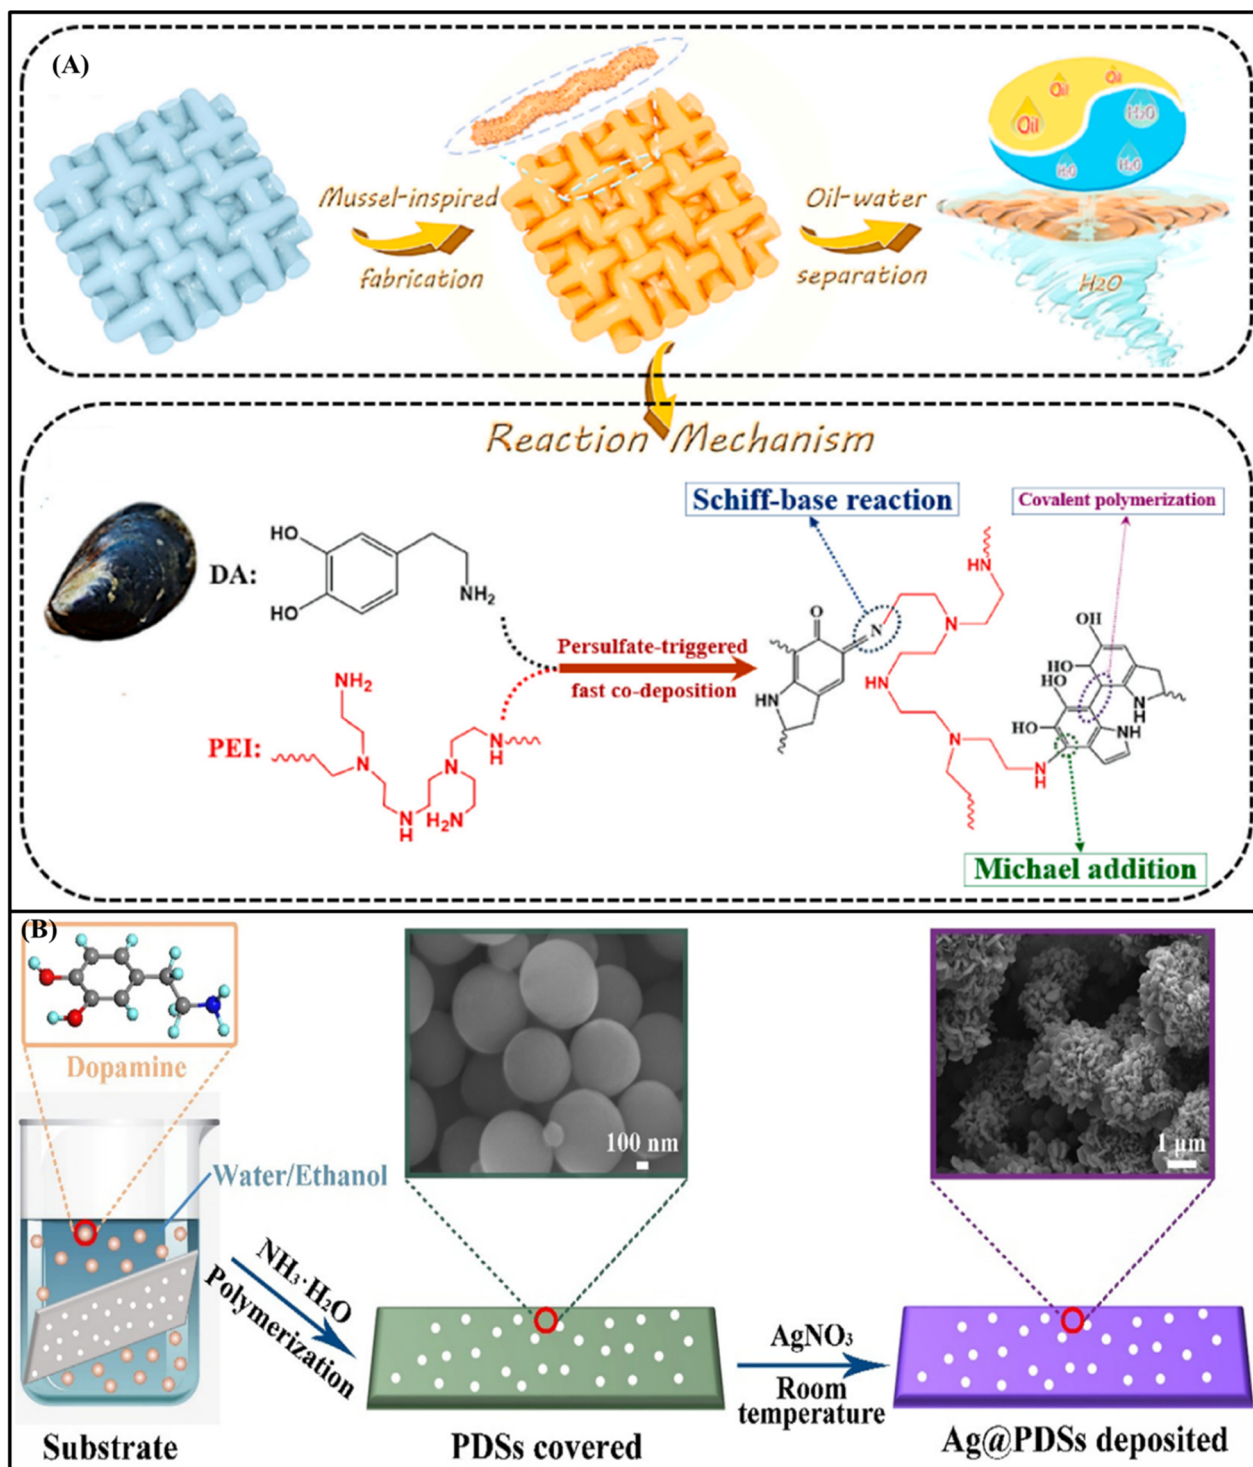 (A)
Oil
Oil
Oil
H₂O
H₂O
H₂O
Mussel-inspired
fabrication
Oil-water
separation
H2O
Reaction Mechanism
Schiff-base reaction
Covalent polymerization
DA:
HO
HO
NH₂
Persulfate-triggered
fast co-deposition
PEI:
NH₂
N
N
H
N
N
H
H₂N
O
N
HN
HN
N
HN
N
N
H
OH
HO
HO
HO
N
H
NH
Michael addition
(B)
Dopamine
Water/Ethanol
NH₃·H₂O
Polymerization
Substrate
100 nm
PDSs covered
AgNO₃
Room
temperature
1 μm
Ag@PDSs deposited